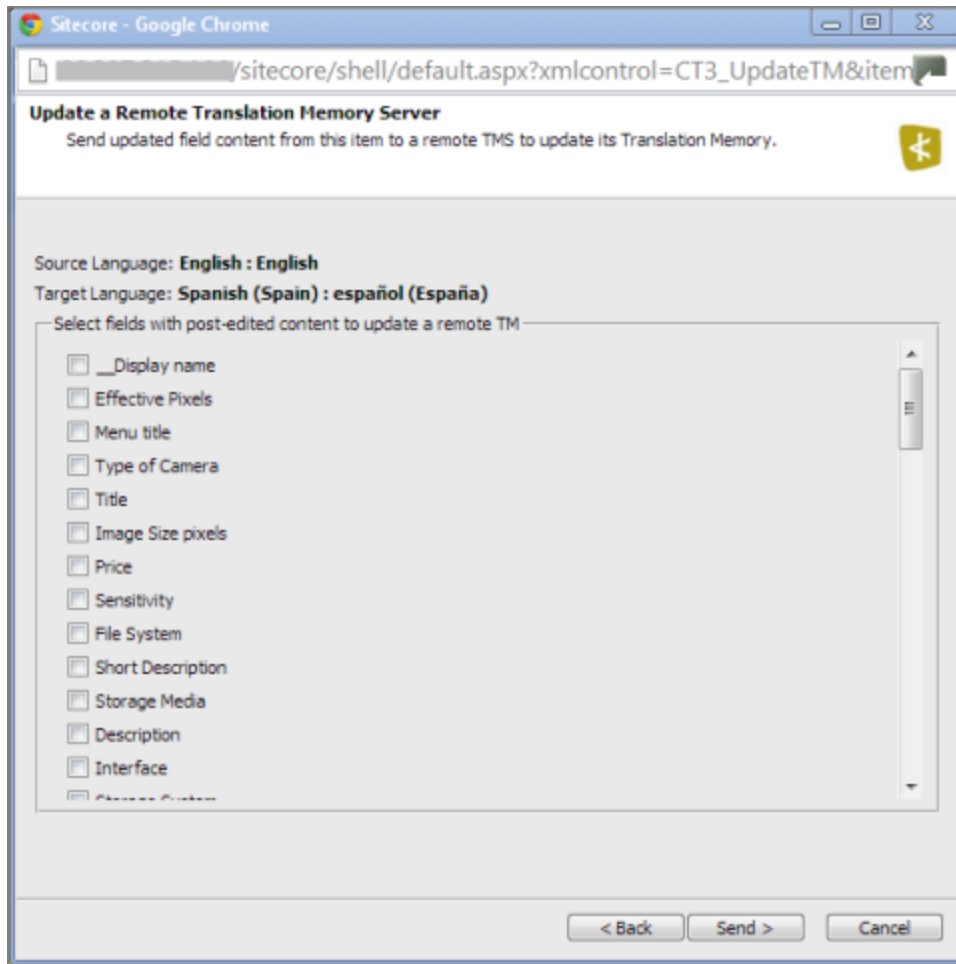 Sitecore - Google Chrome
/sitecore/shell/default.aspx?xmlcontrol=CT3_UpdateTM&item
Update a Remote Translation Memory Server
Send updated field content from this item to a remote TMS to update its Translation Memory.
Source Language: English : English
Target Language: Spanish (Spain) : español (España)
Select fields with post-edited content to update a remote TM
__Display name
Effective Pixels
Menu title
Type of Camera
Title
Image Size pixels
Price
Sensitivity
File System
Short Description
Storage Media
Description
Interface
Storage System
< Back Send > Cancel